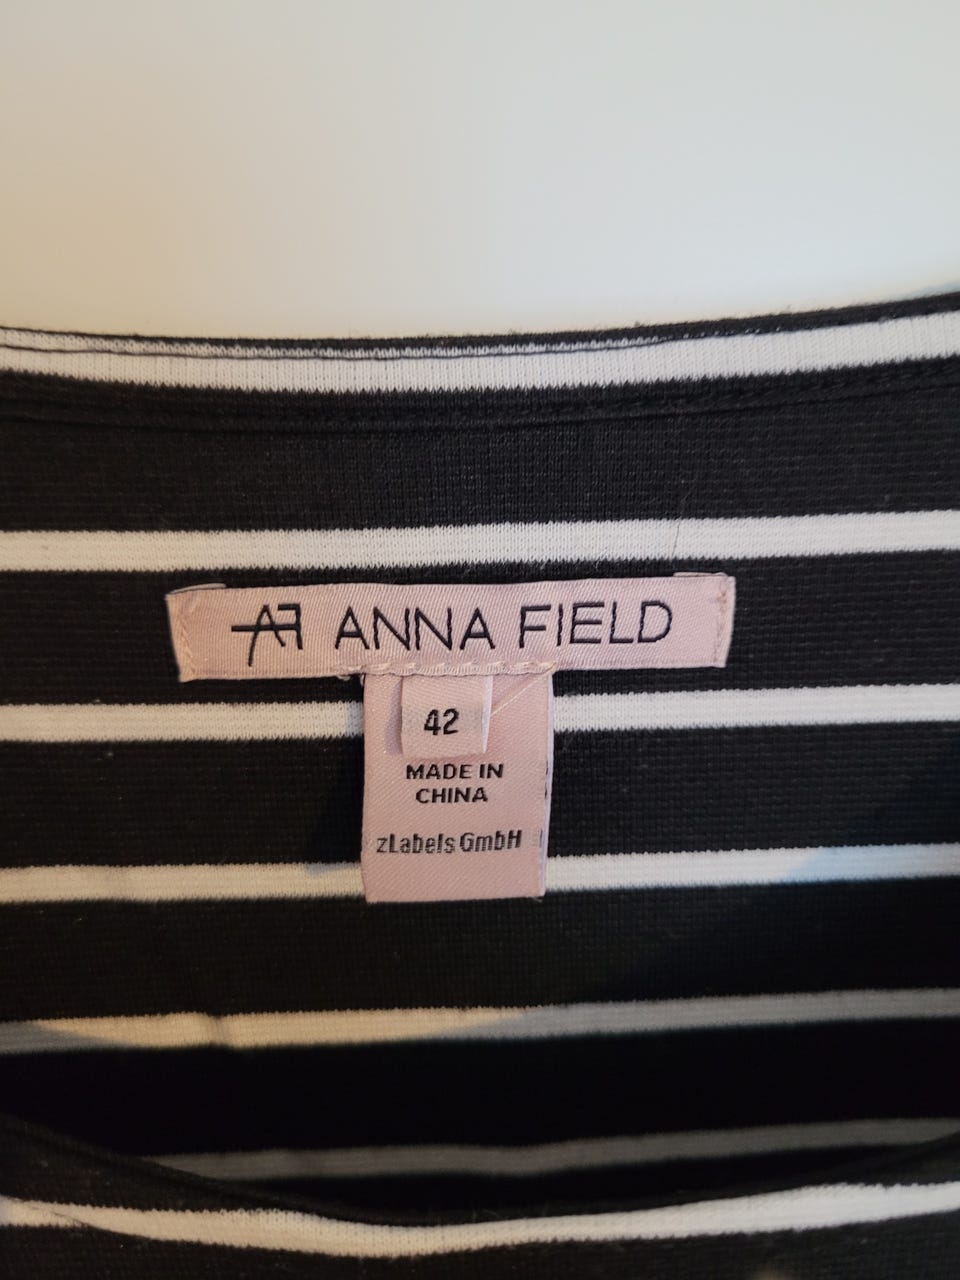 AF ANNA FIELD
42
MADE IN
CHINA
zLabels GmbH